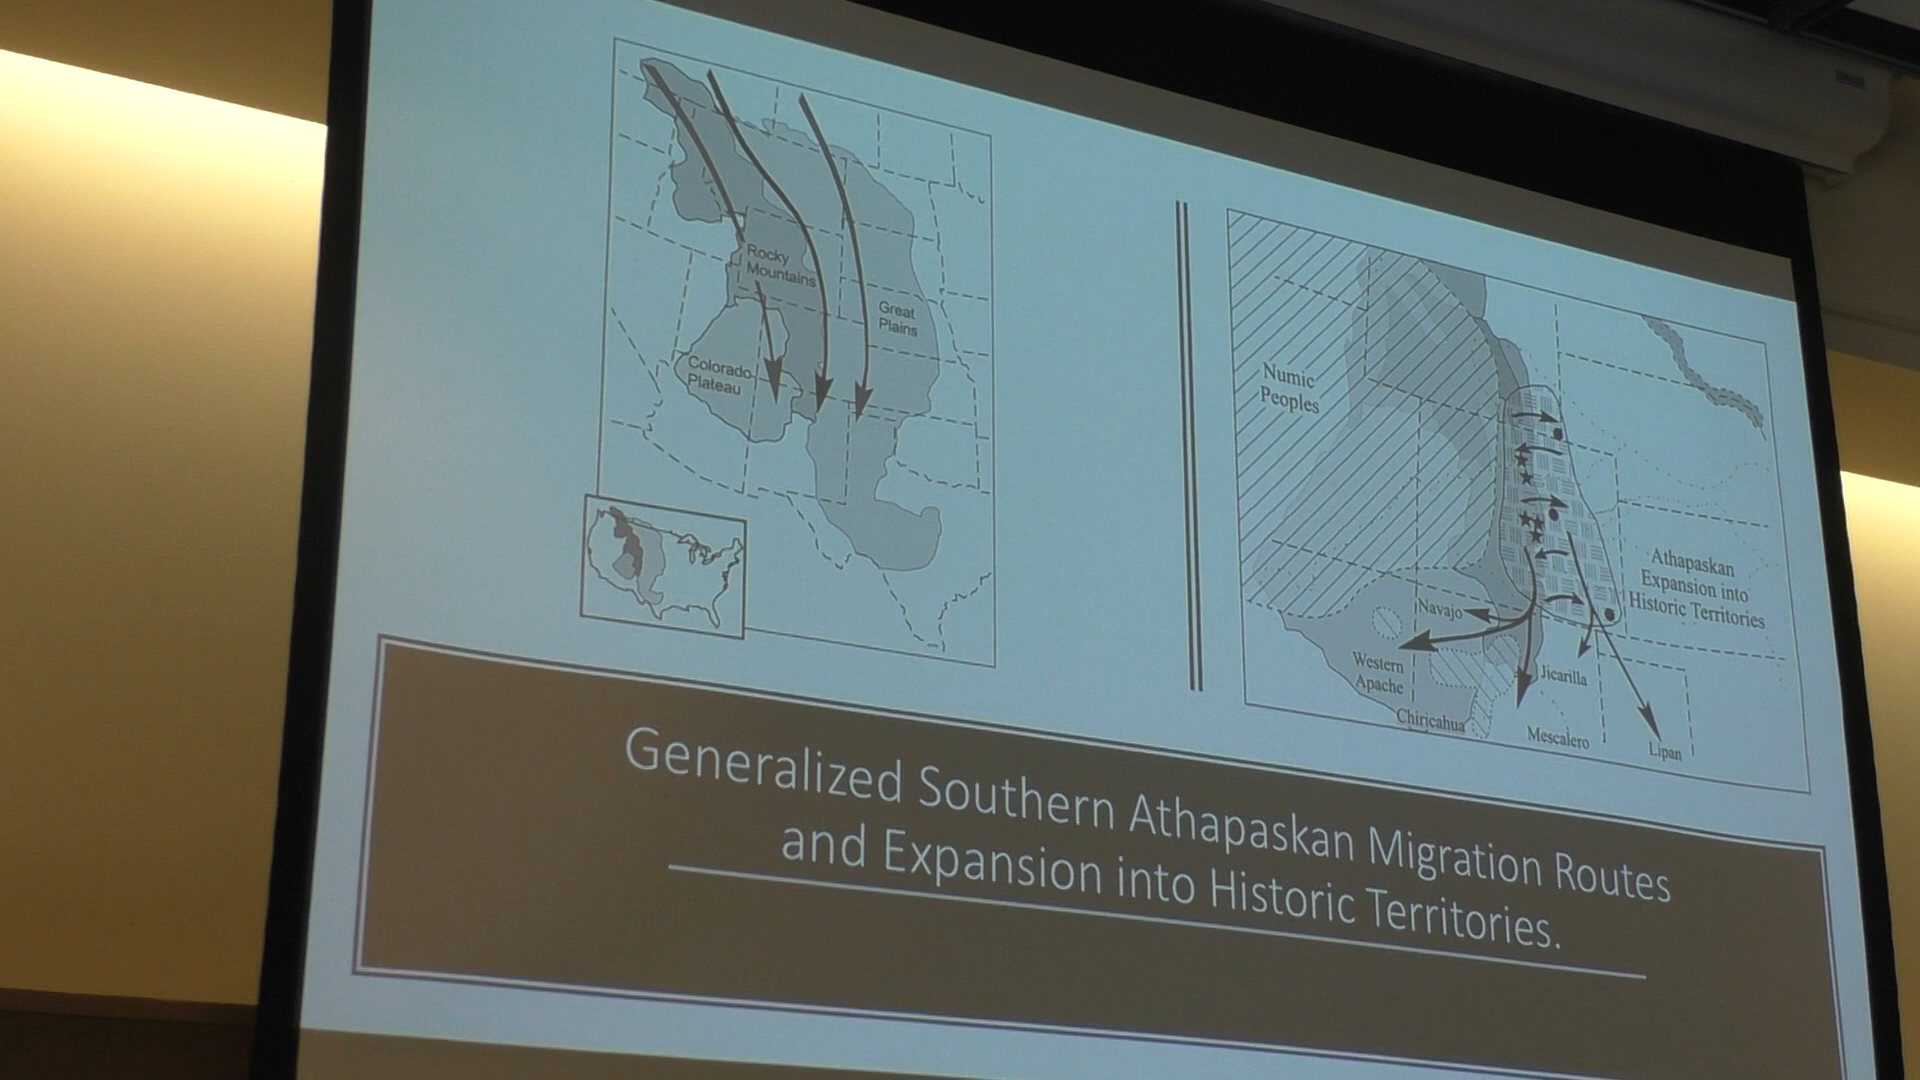 Rocky
Mountains
Great
Plains
Colorado
Plateau
Numic
Peoples
Athapaskan
Expansion into
Historic Territories
Navajo
Western
Apache
Jicarilla
Chiricahua
Mescalero
Lipan
Generalized Southern Athapaskan Migration Routes
and Expansion into Historic Territories.